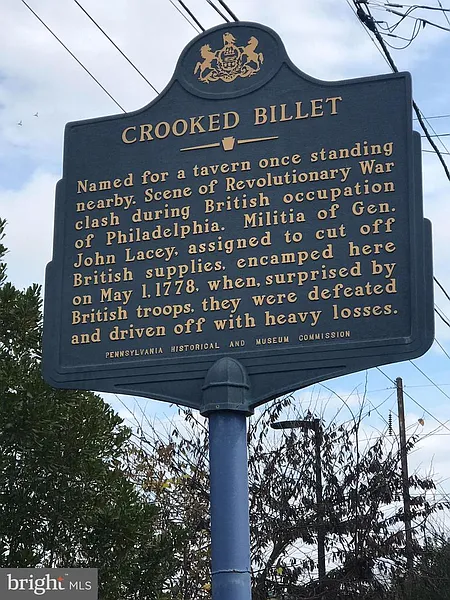 CROOKED BILLET
Named for a tavern once standing
nearby. Scene of Revolutionary War
clash during British occupation
of Philadelphia. Militia of Gen.
John Lacey, assigned to cut off
British supplies, encamped here
on May 1, 1778, when, surprised by
British troops, they were defeated
and driven off with heavy losses.
PENNSYLVANIA HISTORICAL AND MUSEUM COMMISSION
bright MLS